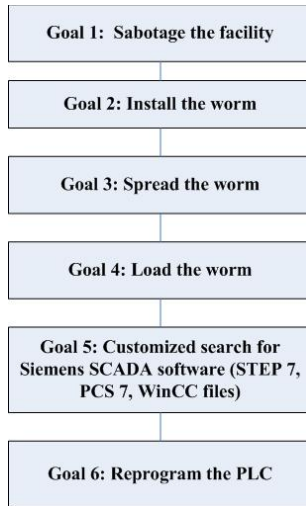 Goal 1:  Sabotage the facility
Goal 2: Install the worm
Goal 3: Spread the worm
Goal 4: Load the worm
Goal 5: Customized search for
Siemens SCADA software (STEP 7,
PCS 7, WinCC files)
Goal 6: Reprogram the PLC